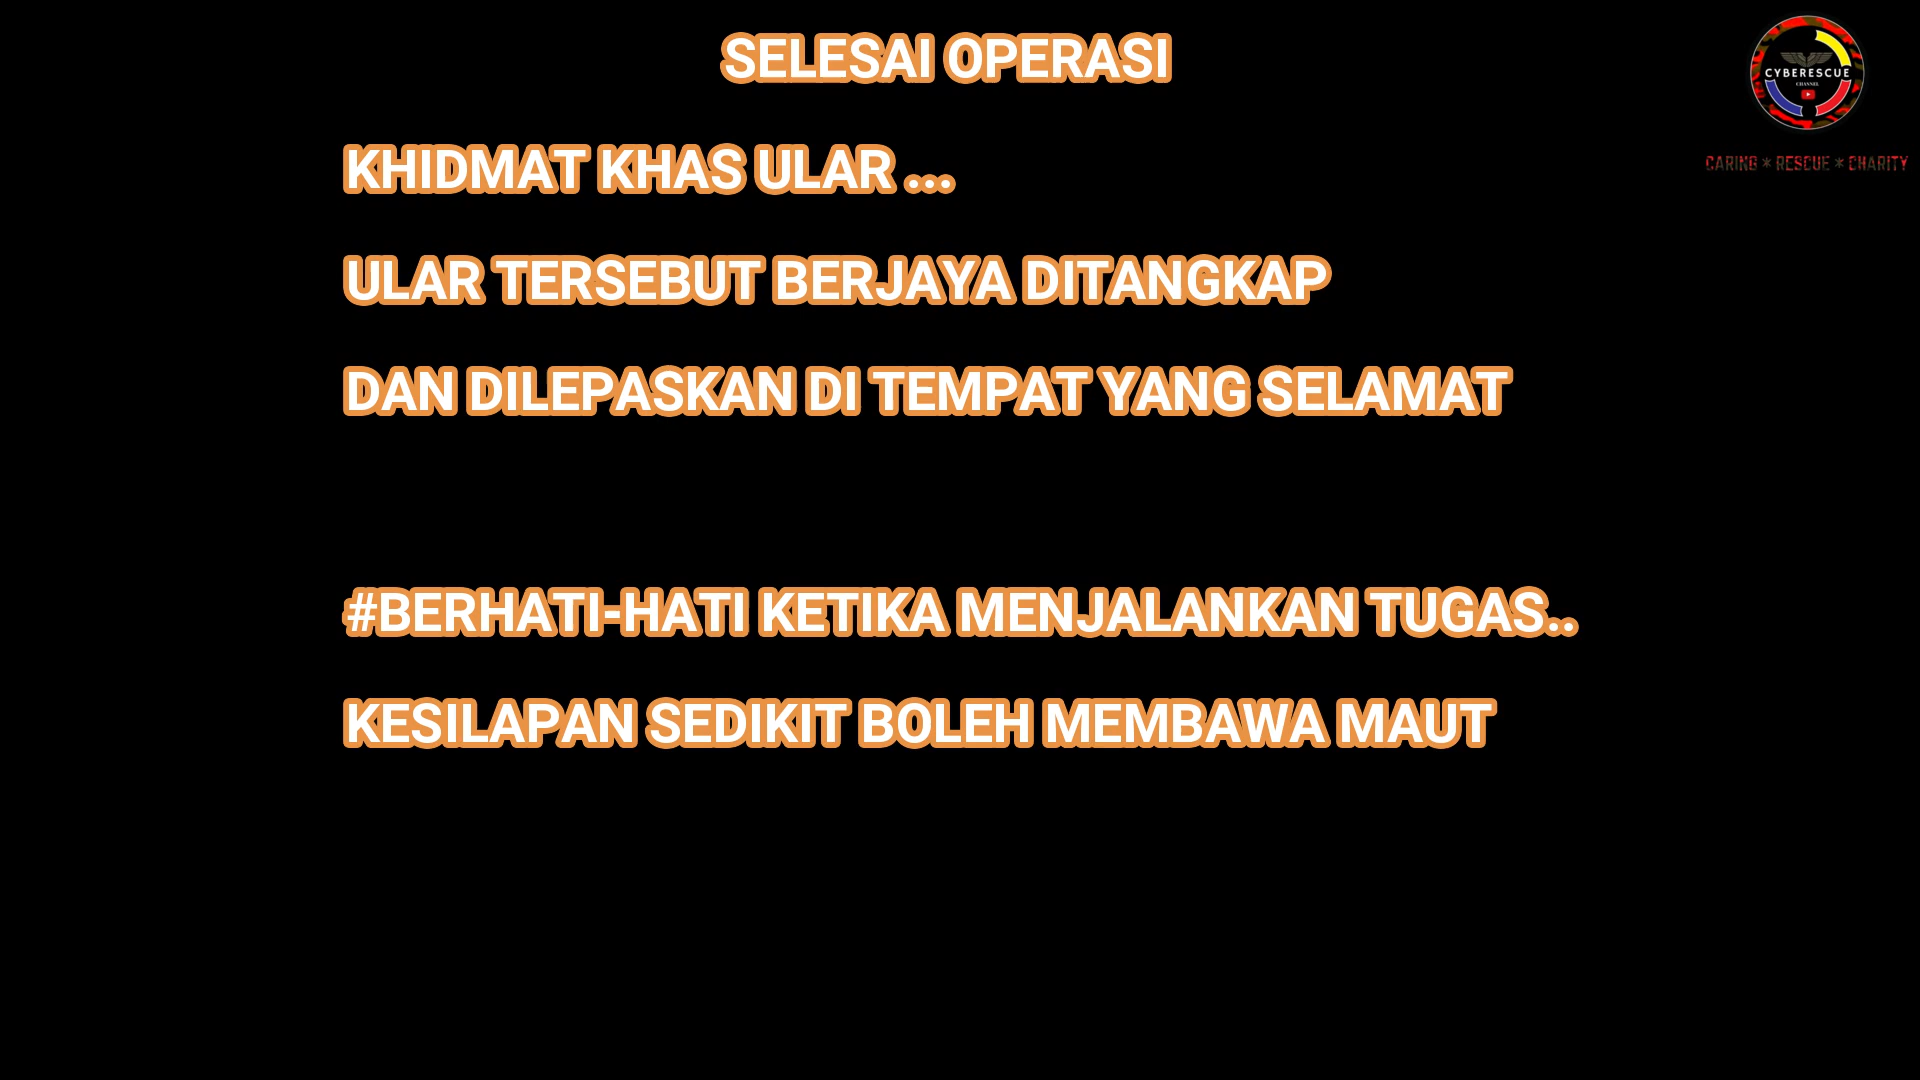 SELESAI OPERASI
CYBERESCUE
CHANNEL
CARING * RESCUE * CHARITY
KHIDMAT KHAS ULAR ...
ULAR TERSEBUT BERJAYA DITANGKAP
DAN DILEPASKAN DI TEMPAT YANG SELAMAT
#BERHATI-HATI KETIKA MENJALANKAN TUGAS..
KESILAPAN SEDIKIT BOLEH MEMBAWA MAUT